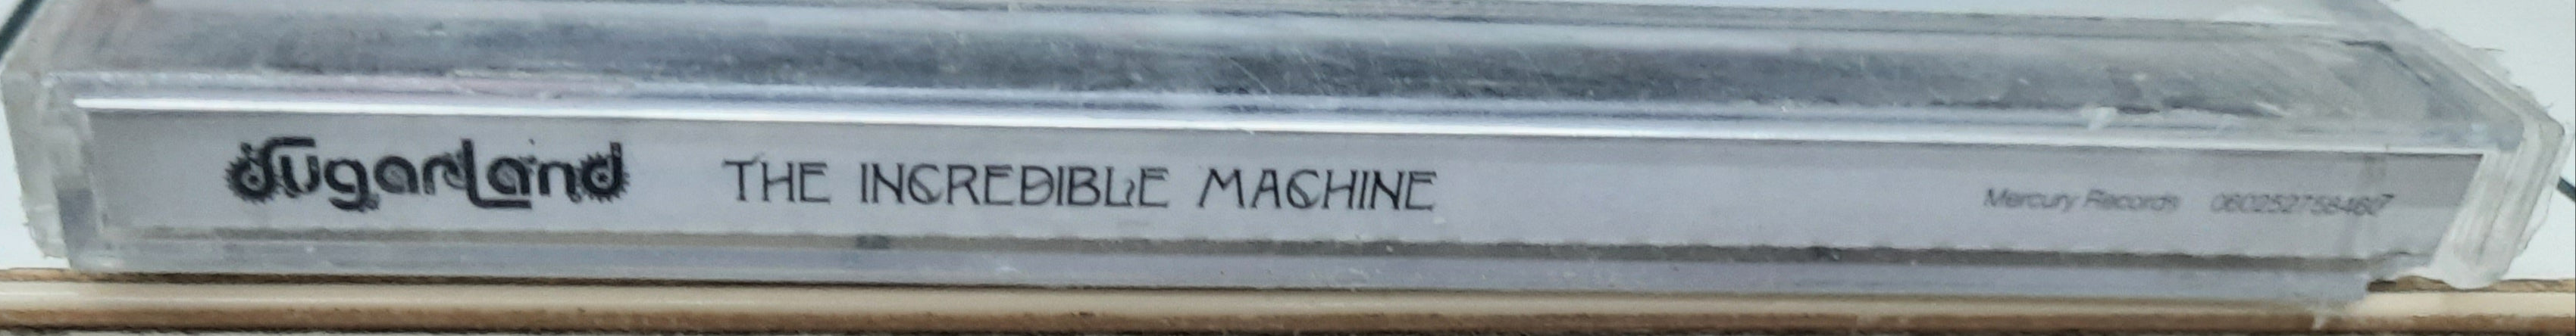 SugarLand THE INCREDIBLE MACHINE Mercury Records 0602527584607